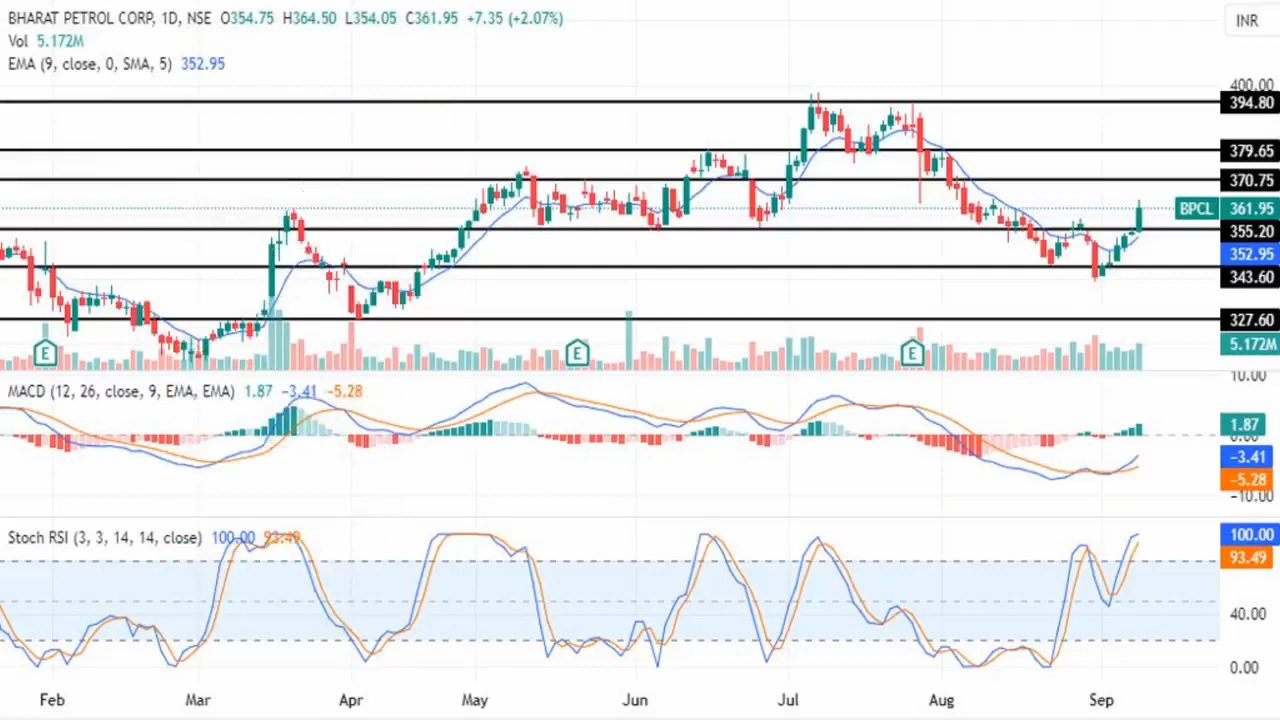 BHARAT PETROL CORP, 1D, NSE O354.75 H364.50 L354.05 C361.95 +7.35 (+2.07%)
INR
Vol 5.172M
EMA (9, close, 0, SMA, 5) 352.95
400.00
394.80
379.65
370.75
BPCL 361.95
355.20
352.95
343.60
327.60
5.172M
E E E
MACD (12, 26, close, 9, EMA, EMA) 1.87 −3.41 −5.28
10.00
1.87
0.00
−3.41
−5.28
−10.00
Stoch RSI (3, 3, 14, 14, close) 100.00 93.49
100.00
93.49
40.00
0.00
Feb Mar Apr May Jun Jul Aug Sep